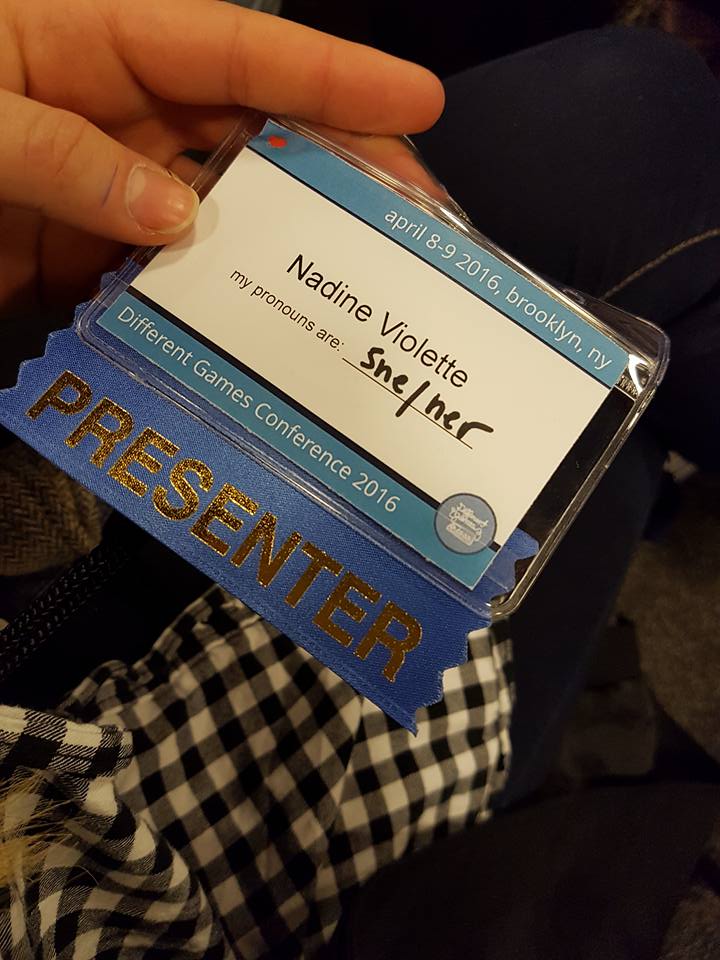 april 8-9 2016, brooklyn, ny
Nadine Violette
my pronouns are: she/her
Different Games Conference 2016
PRESENTER